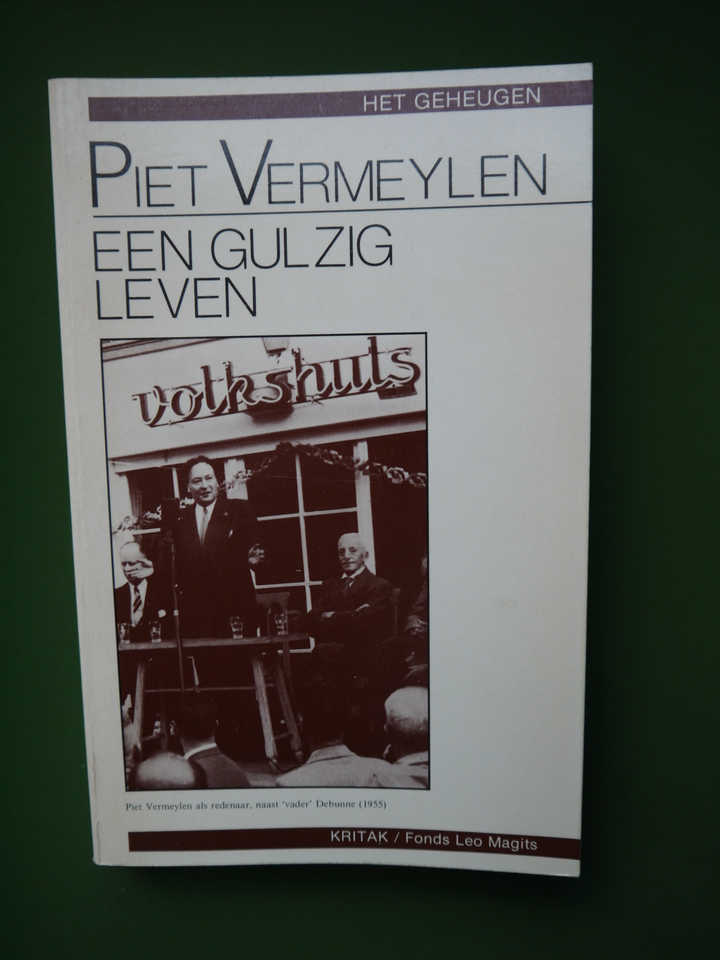 HET GEHEUGEN
PIET VERMEYLEN
EEN GULZIG
LEVEN
volkshuis
Piet Vermeylen als redenaar, naast 'vader' Debunne (1955)
KRITAK / Fonds Leo Magits